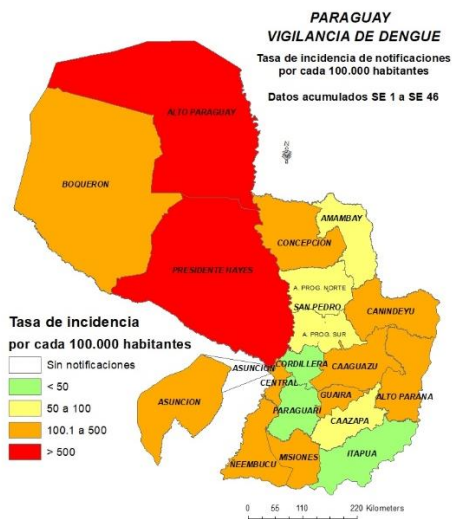 PARAGUAY
VIGILANCIA DE DENGUE
Tasa de incidencia de notificaciones
por cada 100.000 habitantes
Datos acumulados SE 1 a SE 46
ALTO PARAGUAY
BOQUERON
AMAMBAY
CONCEPCIÓN
PRESIDENTE HAYES
A. PROG. NORTE
SAN PEDRO
CANINDEYU
A. PROG. SUR
Tasa de incidencia
por cada 100.000 habitantes
Sin notificaciones
< 50
50 a 100
100.1 a 500
> 500
ASUNCION
ASUNCION
CORDILLERA
CENTRAL
CAAGUAZU
ALTO PARANA
GUAIRA
PARAGUARI
CAAZAPA
ITAPUA
MISIONES
NEEMBUCU
0 55 110 220 Kilometers